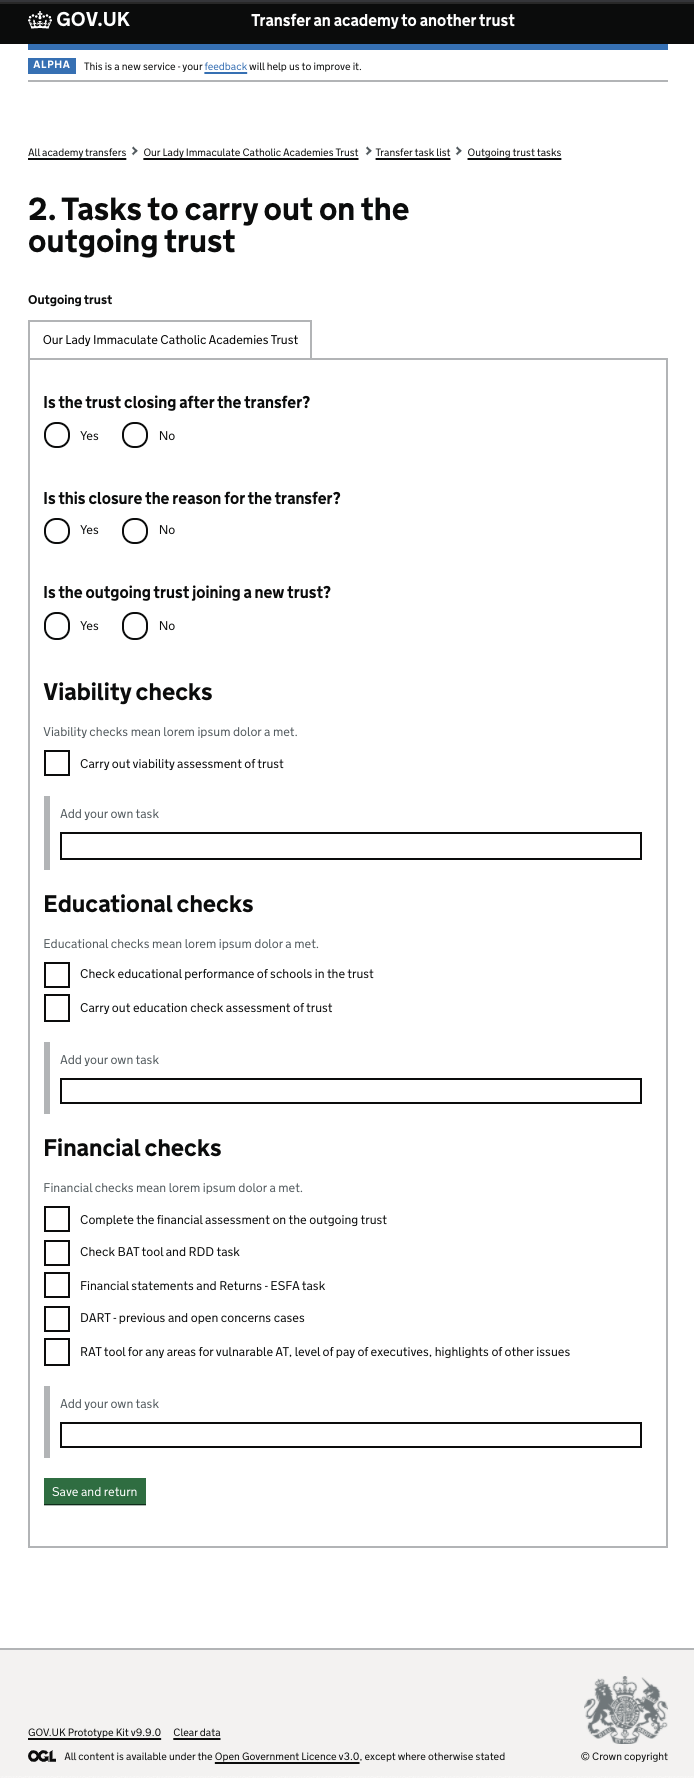 GOV.UK Transfer an academy to another trust
ALPHA This is a new service - your feedback will help us to improve it.
All academy transfers > Our Lady Immaculate Catholic Academies Trust > Transfer task list > Outgoing trust tasks
2. Tasks to carry out on the
outgoing trust
Outgoing trust
Our Lady Immaculate Catholic Academies Trust
Is the trust closing after the transfer?
Yes No
Is this closure the reason for the transfer?
Yes No
Is the outgoing trust joining a new trust?
Yes No
Viability checks
Viability checks mean lorem ipsum dolor a met.
Carry out viability assessment of trust
Add your own task
Educational checks
Educational checks mean lorem ipsum dolor a met.
Check educational performance of schools in the trust
Carry out education check assessment of trust
Add your own task
Financial checks
Financial checks mean lorem ipsum dolor a met.
Complete the financial assessment on the outgoing trust
Check BAT tool and RDD task
Financial statements and Returns - ESFA task
DART - previous and open concerns cases
RAT tool for any areas for vulnarable AT, level of pay of executives, highlights of other issues
Add your own task
Save and return
GOV.UK Prototype Kit v9.9.0 Clear data
OGL All content is available under the Open Government Licence v3.0, except where otherwise stated
© Crown copyright